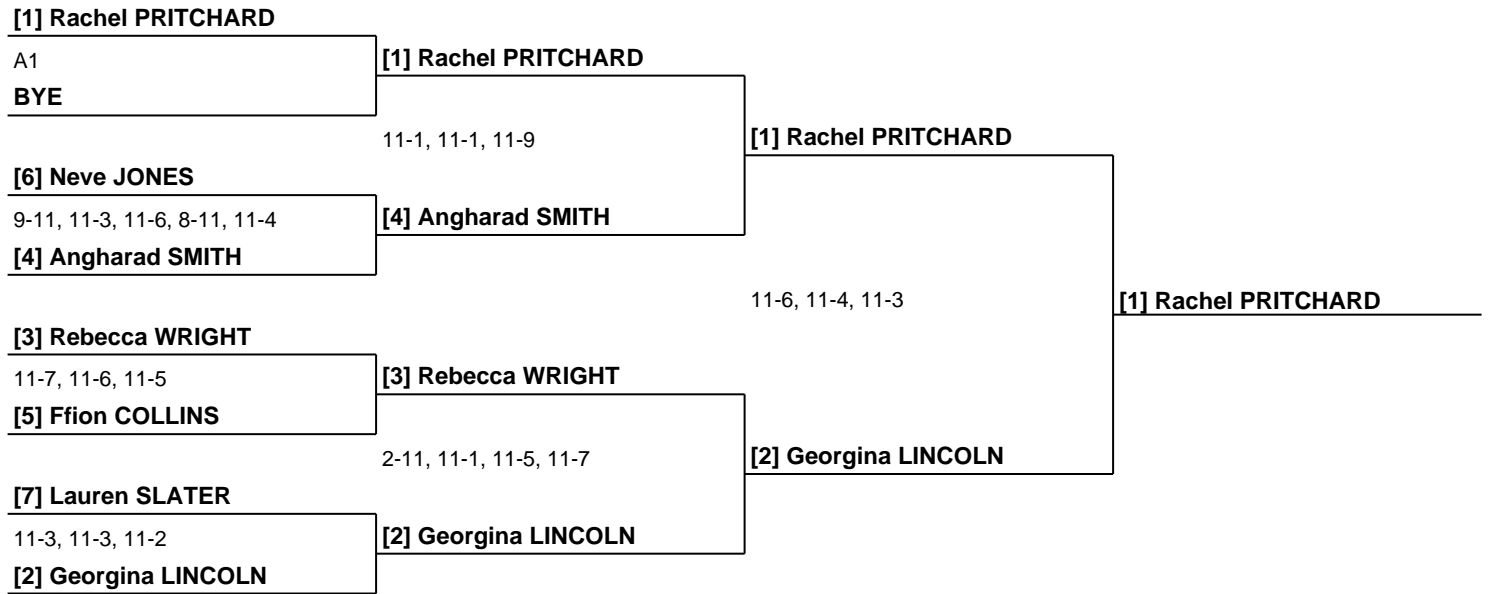 [1] Rachel PRITCHARD
A1
[1] Rachel PRITCHARD
BYE
11-1, 11-1, 11-9
[1] Rachel PRITCHARD
[6] Neve JONES
9-11, 11-3, 11-6, 8-11, 11-4
[4] Angharad SMITH
[4] Angharad SMITH
11-6, 11-4, 11-3
[1] Rachel PRITCHARD
[3] Rebecca WRIGHT
11-7, 11-6, 11-5
[3] Rebecca WRIGHT
[5] Ffion COLLINS
2-11, 11-1, 11-5, 11-7
[2] Georgina LINCOLN
[7] Lauren SLATER
11-3, 11-3, 11-2
[2] Georgina LINCOLN
[2] Georgina LINCOLN